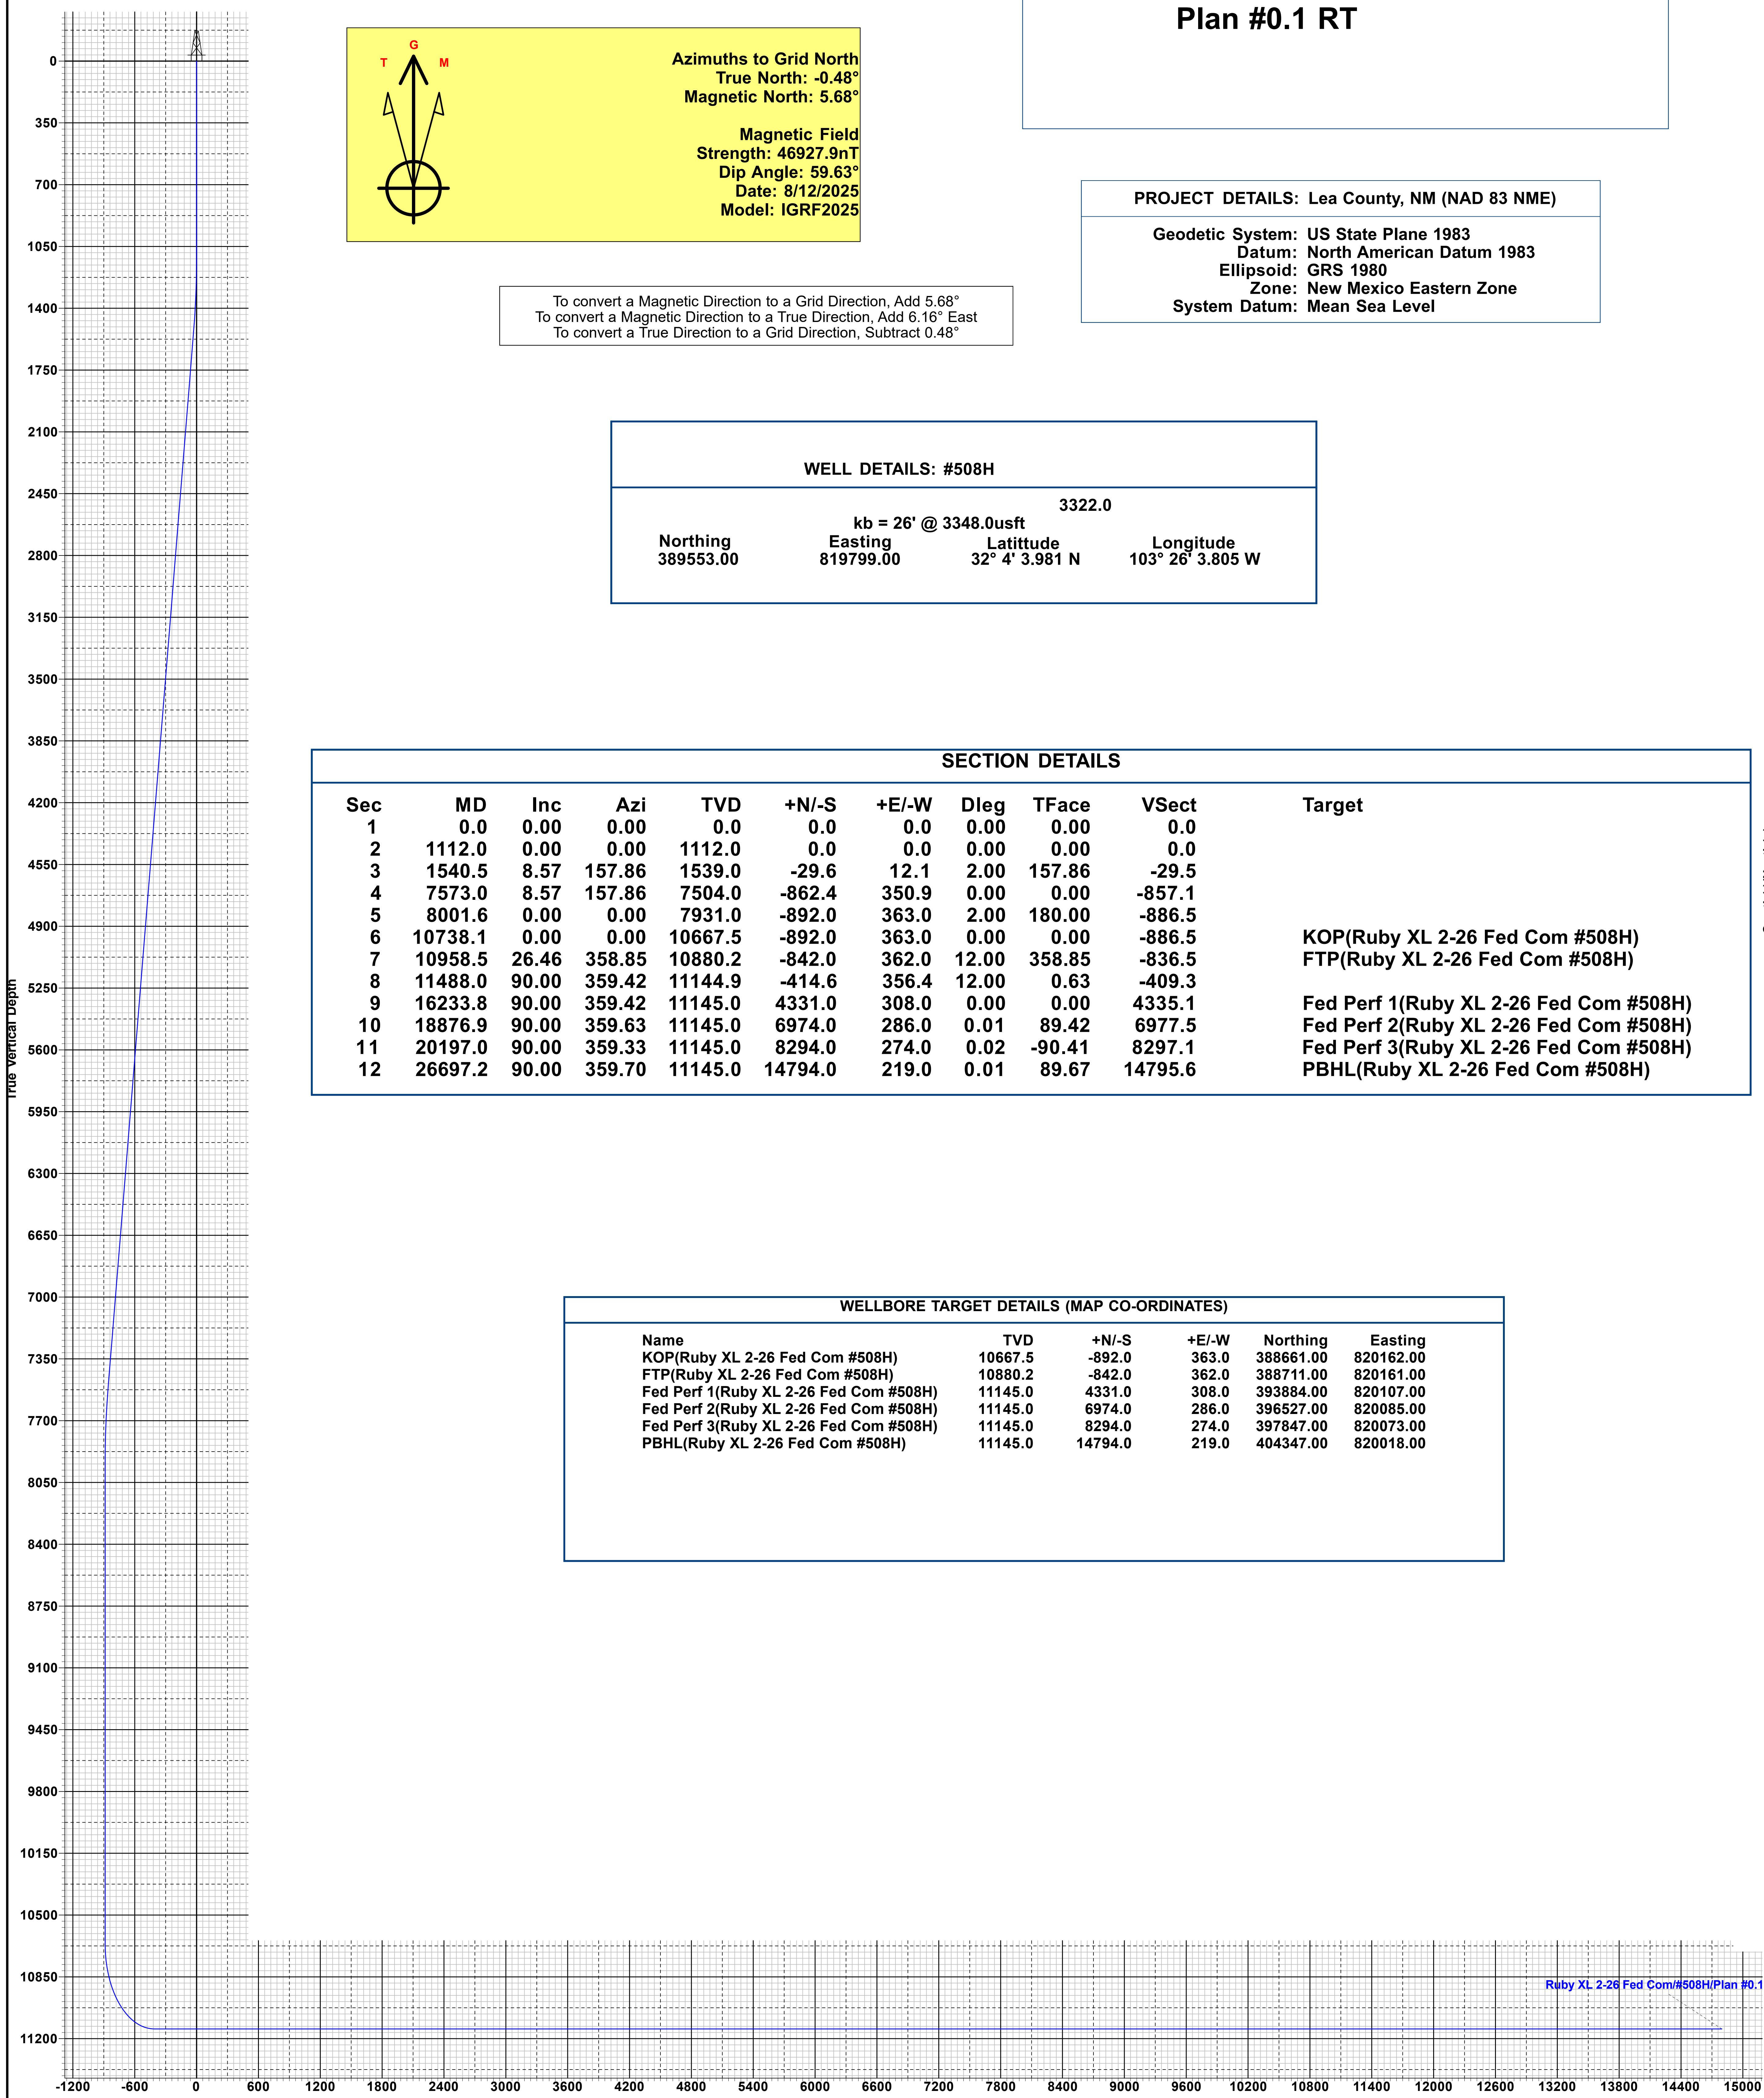 Plan #0.1 RT
T G M
Azimuths to Grid North
True North: -0.48°
Magnetic North: 5.68°
Magnetic Field
Strength: 46927.9nT
Dip Angle: 59.63°
Date: 8/12/2025
Model: IGRF2025
PROJECT DETAILS: Lea County, NM (NAD 83 NME)
Geodetic System: US State Plane 1983
Datum: North American Datum 1983
Ellipsoid: GRS 1980
Zone: New Mexico Eastern Zone
System Datum: Mean Sea Level
To convert a Magnetic Direction to a Grid Direction, Add 5.68°
To convert a Magnetic Direction to a True Direction, Add 6.16° East
To convert a True Direction to a Grid Direction, Subtract 0.48°
WELL DETAILS: #508H
3322.0
kb = 26' @ 3348.0usft
Northing Easting Latittude Longitude
389553.00 819799.00 32° 4' 3.981 N 103° 26' 3.805 W
SECTION DETAILS
Sec MD Inc Azi TVD +N/-S +E/-W Dleg TFace VSect Target
1 0.0 0.00 0.00 0.0 0.0 0.0 0.00 0.00 0.0
2 1112.0 0.00 0.00 1112.0 0.0 0.0 0.00 0.00 0.0
3 1540.5 8.57 157.86 1539.0 -29.6 12.1 2.00 157.86 -29.5
4 7573.0 8.57 157.86 7504.0 -862.4 350.9 0.00 0.00 -857.1
5 8001.6 0.00 0.00 7931.0 -892.0 363.0 2.00 180.00 -886.5
6 10738.1 0.00 0.00 10667.5 -892.0 363.0 0.00 0.00 -886.5 KOP(Ruby XL 2-26 Fed Com #508H)
7 10958.5 26.46 358.85 10880.2 -842.0 362.0 12.00 358.85 -836.5 FTP(Ruby XL 2-26 Fed Com #508H)
8 11488.0 90.00 359.42 11144.9 -414.6 356.4 12.00 0.63 -409.3
9 16233.8 90.00 359.42 11145.0 4331.0 308.0 0.00 0.00 4335.1 Fed Perf 1(Ruby XL 2-26 Fed Com #508H)
10 18876.9 90.00 359.63 11145.0 6974.0 286.0 0.01 89.42 6977.5 Fed Perf 2(Ruby XL 2-26 Fed Com #508H)
11 20197.0 90.00 359.33 11145.0 8294.0 274.0 0.02 -90.41 8297.1 Fed Perf 3(Ruby XL 2-26 Fed Com #508H)
12 26697.2 90.00 359.70 11145.0 14794.0 219.0 0.01 89.67 14795.6 PBHL(Ruby XL 2-26 Fed Com #508H)
WELLBORE TARGET DETAILS (MAP CO-ORDINATES)
Name TVD +N/-S +E/-W Northing Easting
KOP(Ruby XL 2-26 Fed Com #508H) 10667.5 -892.0 363.0 388661.00 820162.00
FTP(Ruby XL 2-26 Fed Com #508H) 10880.2 -842.0 362.0 388711.00 820161.00
Fed Perf 1(Ruby XL 2-26 Fed Com #508H) 11145.0 4331.0 308.0 393884.00 820107.00
Fed Perf 2(Ruby XL 2-26 Fed Com #508H) 11145.0 6974.0 286.0 396527.00 820085.00
Fed Perf 3(Ruby XL 2-26 Fed Com #508H) 11145.0 8294.0 274.0 397847.00 820073.00
PBHL(Ruby XL 2-26 Fed Com #508H) 11145.0 14794.0 219.0 404347.00 820018.00
True Vertical Depth
0
350
700
1050
1400
1750
2100
2450
2800
3150
3500
3850
4200
4550
4900
5250
5600
5950
6300
6650
7000
7350
7700
8050
8400
8750
9100
9450
9800
10150
10500
10850
11200
Ruby XL 2-26 Fed Com/#508H/Plan #0.1
-1200 -600 0 600 1200 1800 2400 3000 3600 4200 4800 5400 6000 6600 7200 7800 8400 9000 9600 10200 10800 11400 12000 12600 13200 13800 14400 15000